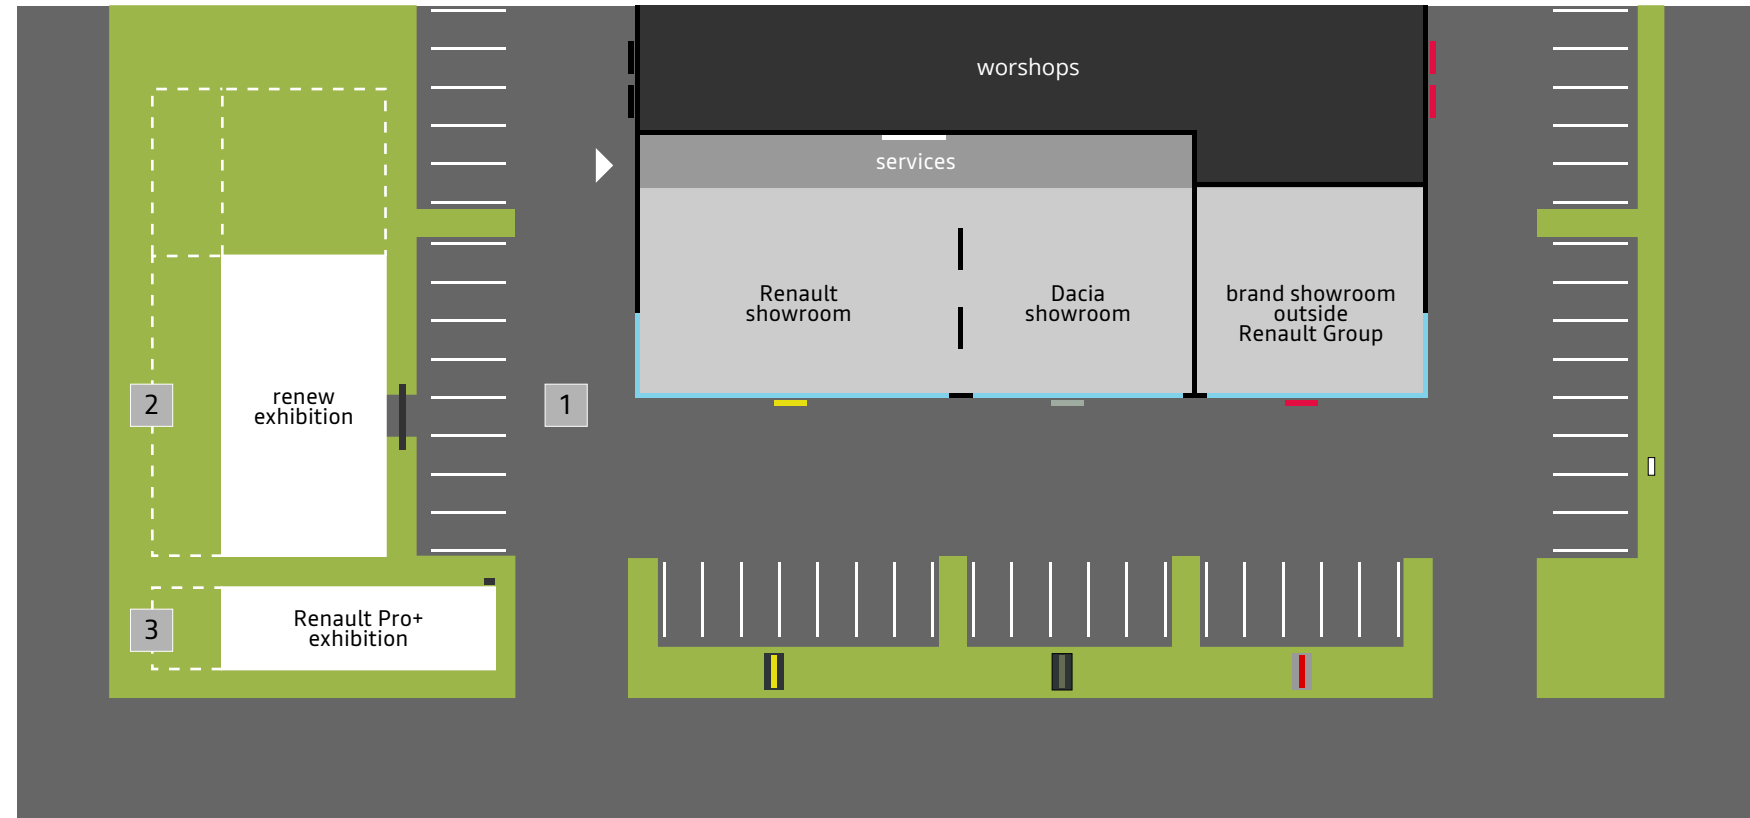 worshops
services
Renault
showroom
Dacia
showroom
brand showroom
outside
Renault Group
renew
exhibition
2
1
Renault Pro+
exhibition
3